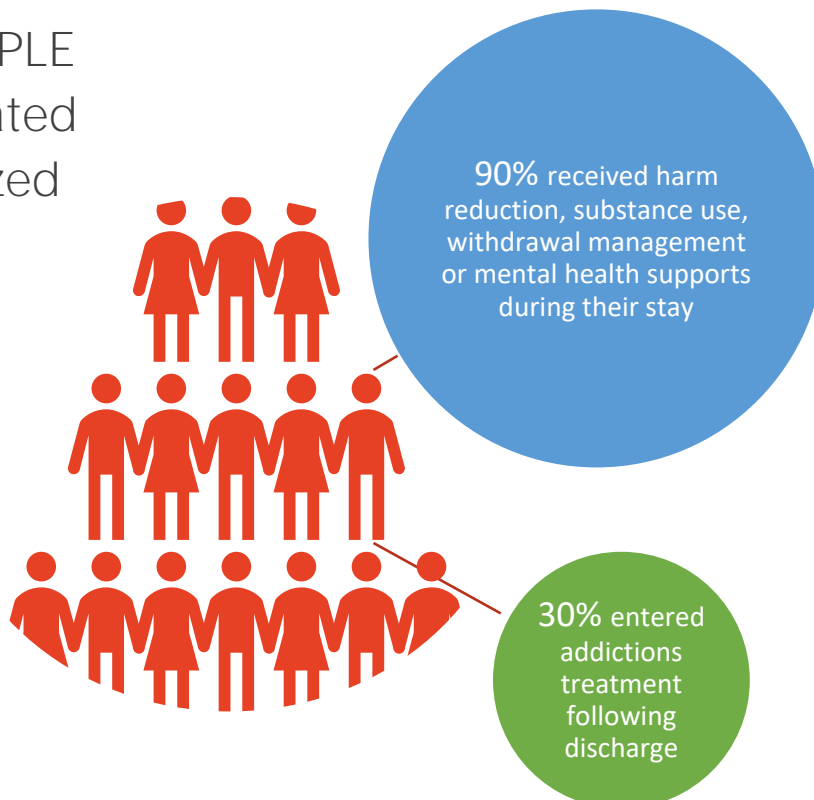 PLE
ated
zed
90% received harm
reduction, substance use,
withdrawal management
or mental health supports
during their stay
30% entered
addictions
treatment
following
discharge